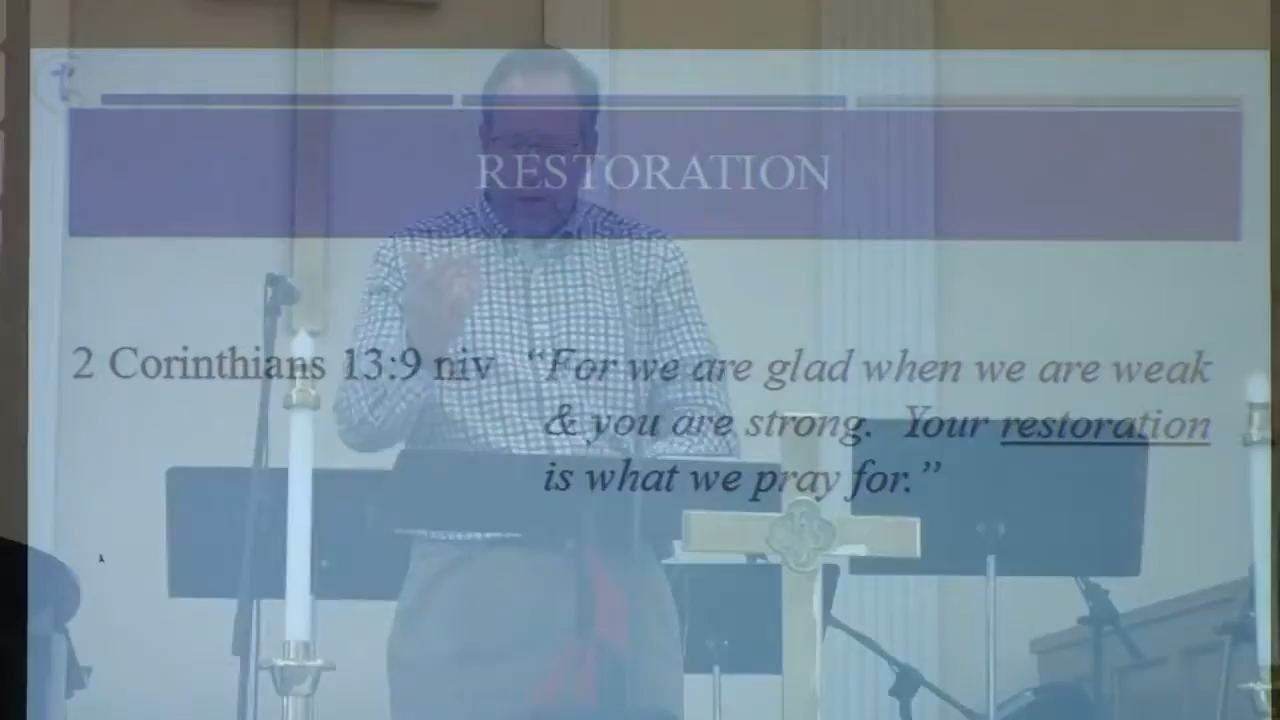 RESTORATION
2 Corinthians 13:9 niv “For we are glad when we are weak
& you are strong. Your restoration
is what we pray for.”